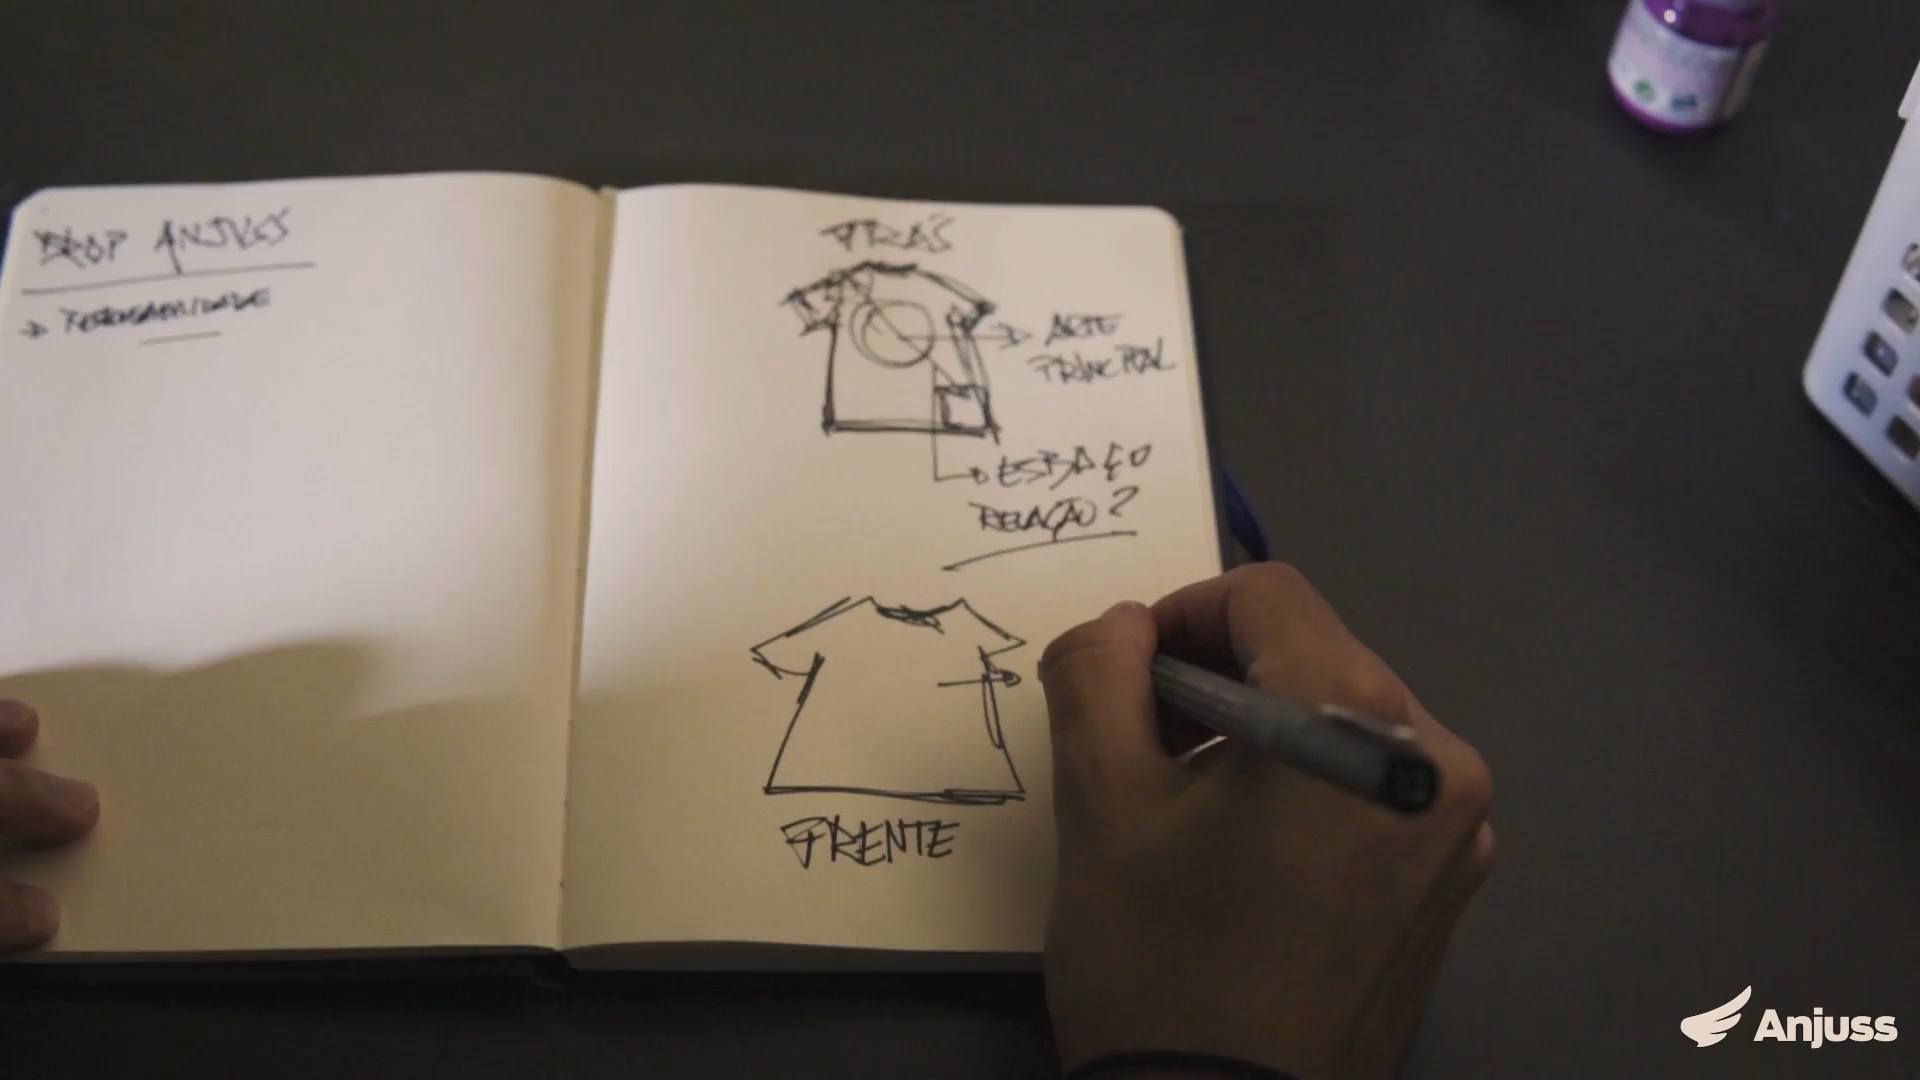 DROP ANJUSS
TRÁS
ARTE
PRINCIPAL
ESPAÇO
RELAÇÃO?
FRENTE
Anjuss